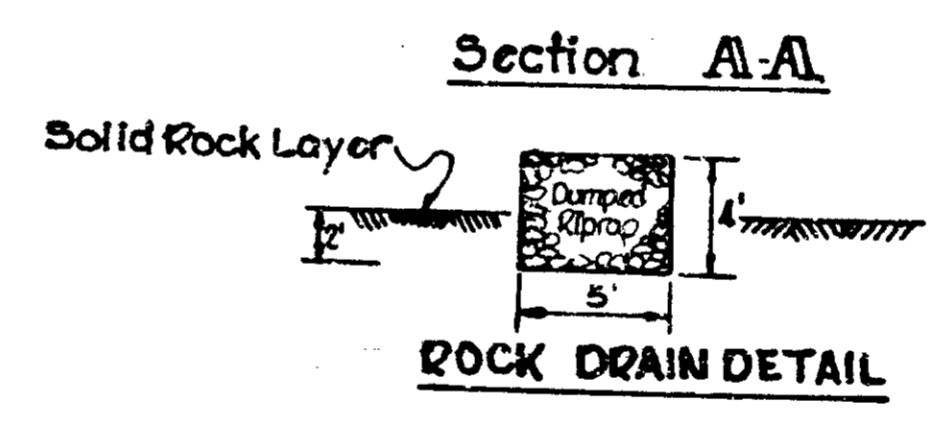 Section A-A
Solid Rock Layer
Dumped
Riprap
2'
4'
5'
ROCK DRAIN DETAIL